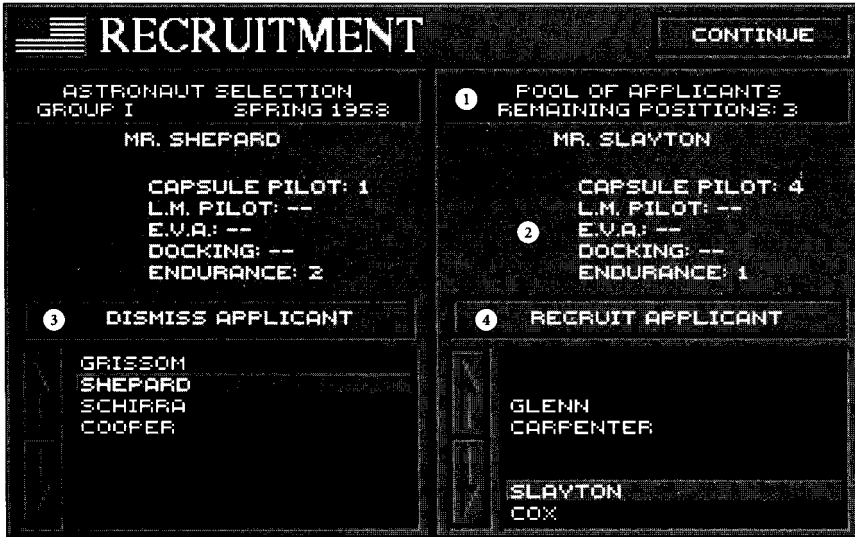 RECRUITMENT
CONTINUE
ASTRONAUT SELECTION
GROUP I SPRING 1958
MR. SHEPARD
CAPSULE PILOT: 1
L.M. PILOT: --
E.V.A.: --
DOCKING: --
ENDURANCE: 2
3 DISMISS APPLICANT
GRISSOM
SHEPARD
SCHIRRA
COOPER
1 POOL OF APPLICANTS
REMAINING POSITIONS: 3
MR. SLAYTON
CAPSULE PILOT: 4
L.M. PILOT: --
2 E.V.A.: --
DOCKING: --
ENDURANCE: 1
4 RECRUIT APPLICANT
GLENN
CARPENTER
SLAYTON
COX